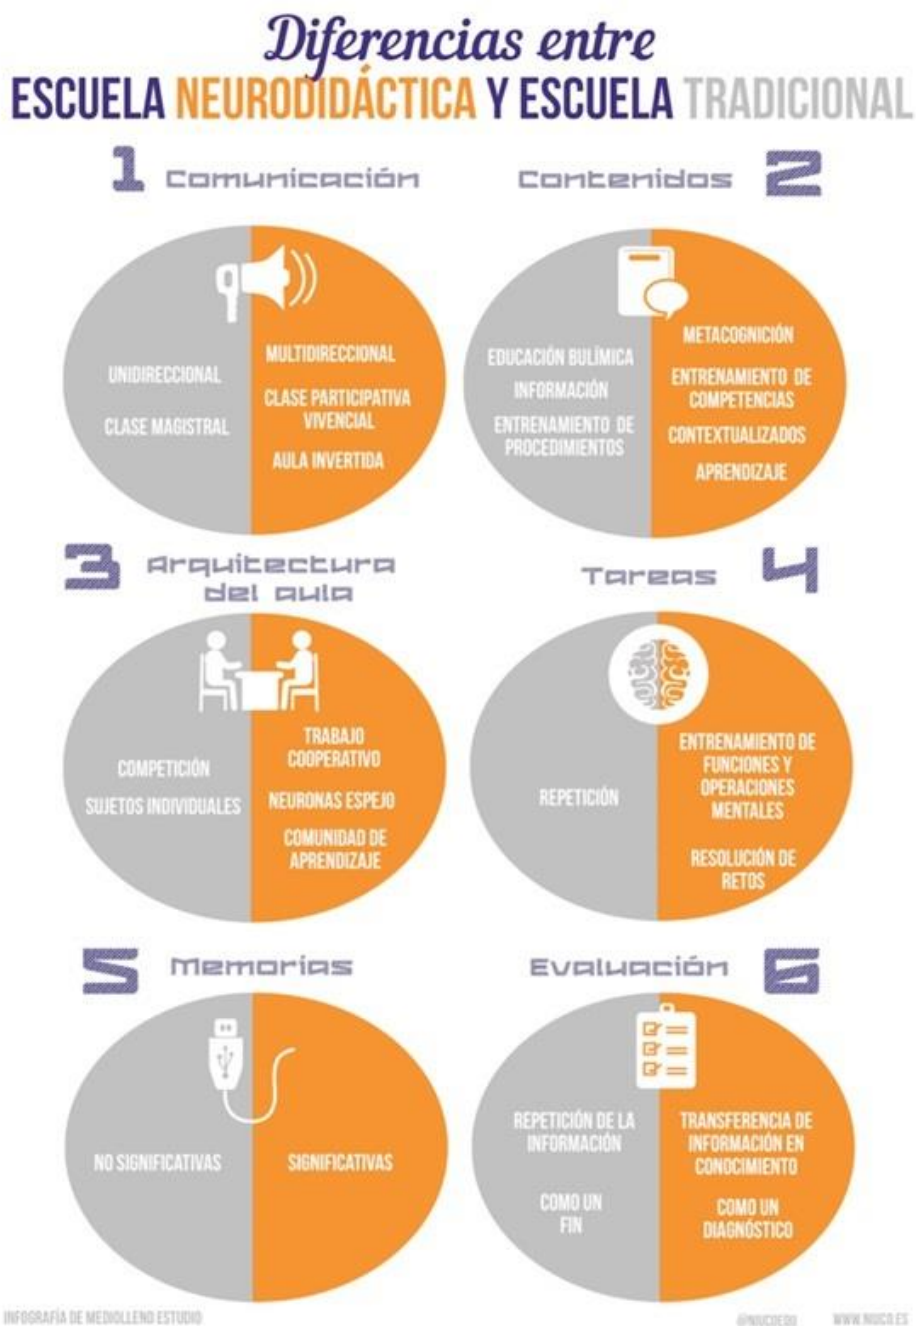 Diferencias entre
ESCUELA NEURODIDÁCTICA Y ESCUELA TRADICIONAL
1 Comunicación
UNIDIRECCIONAL
CLASE MAGISTRAL
MULTIDIRECCIONAL
CLASE PARTICIPATIVA
VIVENCIAL
AULA INVERTIDA
Contenidos 2
EDUCACIÓN BULÍMICA
INFORMACIÓN
ENTRENAMIENTO DE
PROCEDIMIENTOS
METACOGNICIÓN
ENTRENAMIENTO DE
COMPETENCIAS
CONTEXTUALIZADOS
APRENDIZAJE
3 Arquitectura
del aula
COMPETICIÓN
SUJETOS INDIVIDUALES
TRABAJO
COOPERATIVO
NEURONAS ESPEJO
COMUNIDAD DE
APRENDIZAJE
Tareas 4
REPETICIÓN
ENTRENAMIENTO DE
FUNCIONES Y
OPERACIONES
MENTALES
RESOLUCIÓN DE
RETOS
5 Memorias
NO SIGNIFICATIVAS
SIGNIFICATIVAS
Evaluación 6
REPETICIÓN DE LA
INFORMACIÓN
COMO UN
FIN
TRANSFERENCIA DE
INFORMACIÓN EN
CONOCIMIENTO
COMO UN
DIAGNÓSTICO
INFOGRAFÍA DE MEDIOLLENO ESTUDIO
@NIUCOEDU
WWW.NIUCO.ES